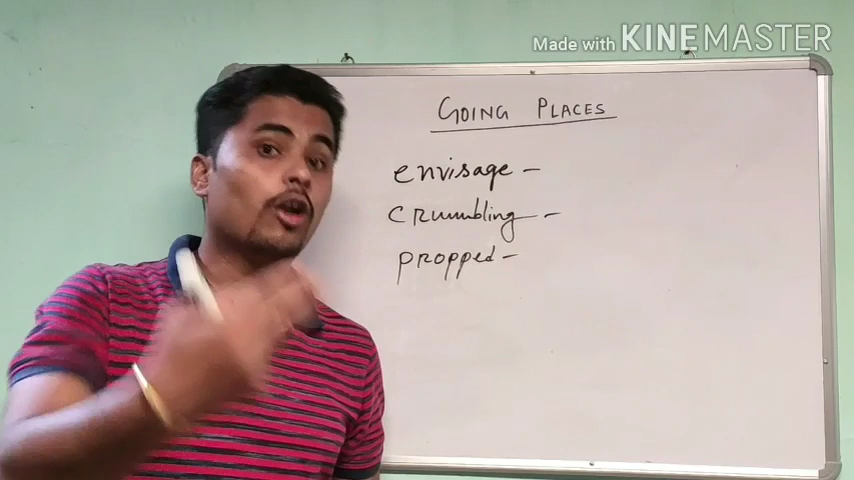 Made with KINEMASTER
GOING PLACES
envisage -
crumbling -
propped -